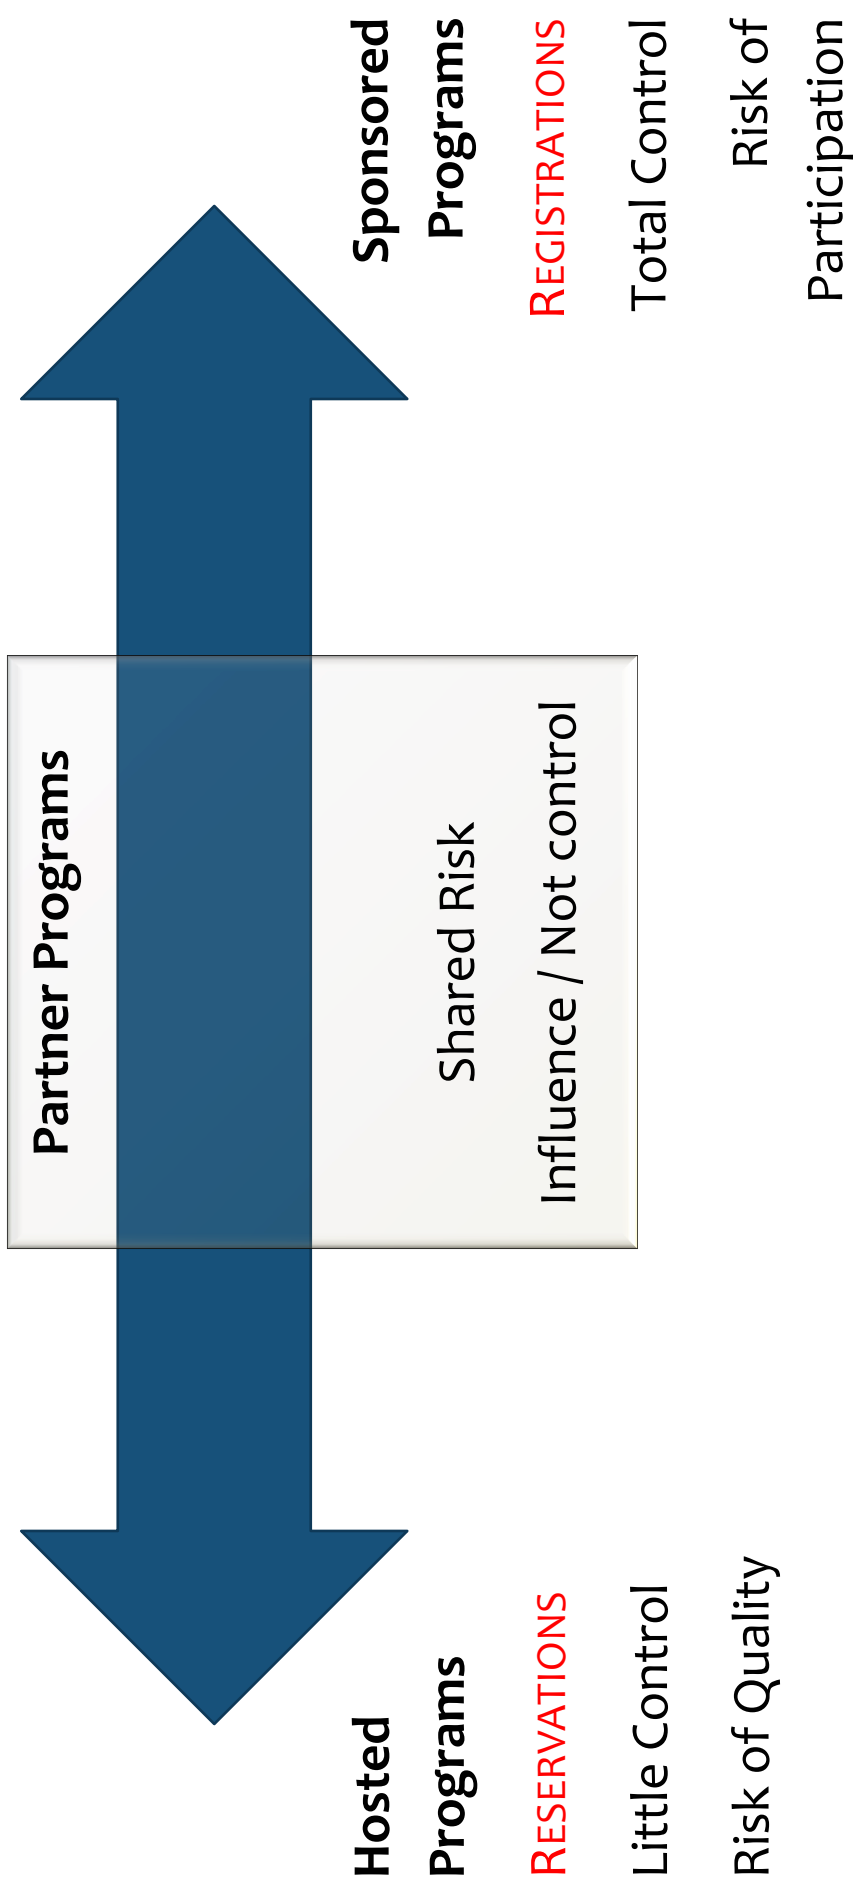 Partner Programs
Hosted
Programs
RESERVATIONS
Little Control
Risk of Quality
Shared Risk
Influence / Not control
Sponsored
Programs
REGISTRATIONS
Total Control
Risk of
Participation